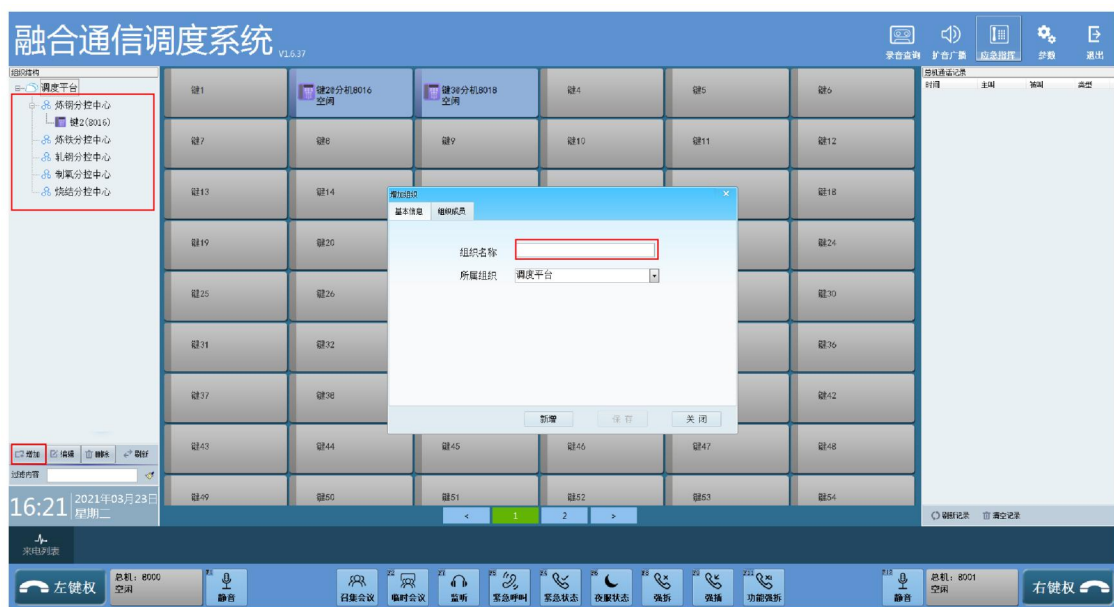 融合通信调度系统 V1.6.37
录音查询 扩音广播 应急指挥 参数 退出
组织结构
调度平台
炼钢分控中心
键2(8016)
炼铁分控中心
轧钢分控中心
制氧分控中心
烧结分控中心
增加 编辑 删除 刷新
过滤内容
16:21 2021年03月23日
星期二
键1 键2分机8016 键3分机8018 键4 键5 键6
空闲 空闲
键7 键8 键9 键10 键11 键12
键13 键14 键18
键19 键20 键24
键25 键26 键30
键31 键32 键36
键37 键38 键42
键43 键44 键45 键46 键47 键48
键49 键50 键51 键52 键53 键54
< 1 2 >
增加组织 ×
基本信息 组织成员
组织名称
所属组织 调度平台
新增 保存 关闭
总机通话记录
时间 主叫 被叫 类型
刷新记录 清空记录
来电列表
左键权 总机: 8000
空闲
静音
召集会议 临时会议 监听 紧急呼叫 紧急状态 夜服状态 强拆 强插 功能强拆
静音
总机: 8001
空闲
右键权